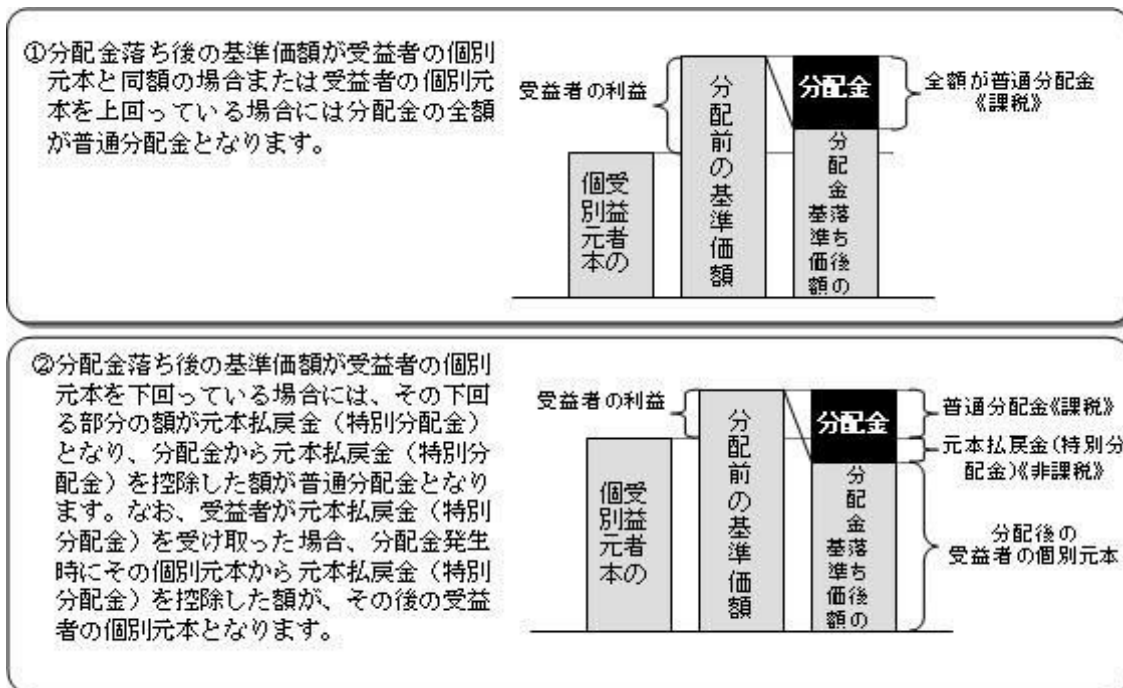 ①分配金落ち後の基準価額が受益者の個別
元本と同額の場合または受益者の個別元
本を上回っている場合には分配金の全額
が普通分配金となります。
受益者の利益
受益者の
個別元本
分配前の基準価額
分配金
分配金落ち後の
基準価額
全額が普通分配金
《課税》
②分配金落ち後の基準価額が受益者の個別
元本を下回っている場合には、その下回
る部分の額が元本払戻金（特別分配金）
となり、分配金から元本払戻金（特別分
配金）を控除した額が普通分配金となり
ます。なお、受益者が元本払戻金（特別
分配金）を受け取った場合、分配金発生
時にその個別元本から元本払戻金（特別
分配金）を控除した額が、その後の受益
者の個別元本となります。
受益者の利益
受益者の
個別元本
分配前の基準価額
分配金
分配金落ち後の
基準価額
普通分配金《課税》
元本払戻金(特別分
配金)《非課税》
分配後の
受益者の個別元本